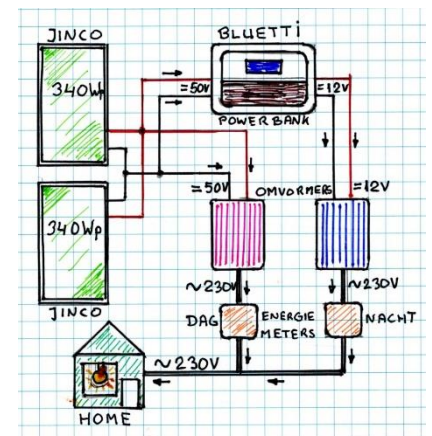 JINCO
BLUETTi
340Wp
=50V
=12V
POWERBANK
340Wp
=50V
OMVORMERS
=12V
~230V
~230V
JINCO
DAG
ENERGIE
METERS
NACHT
~230V
HOME